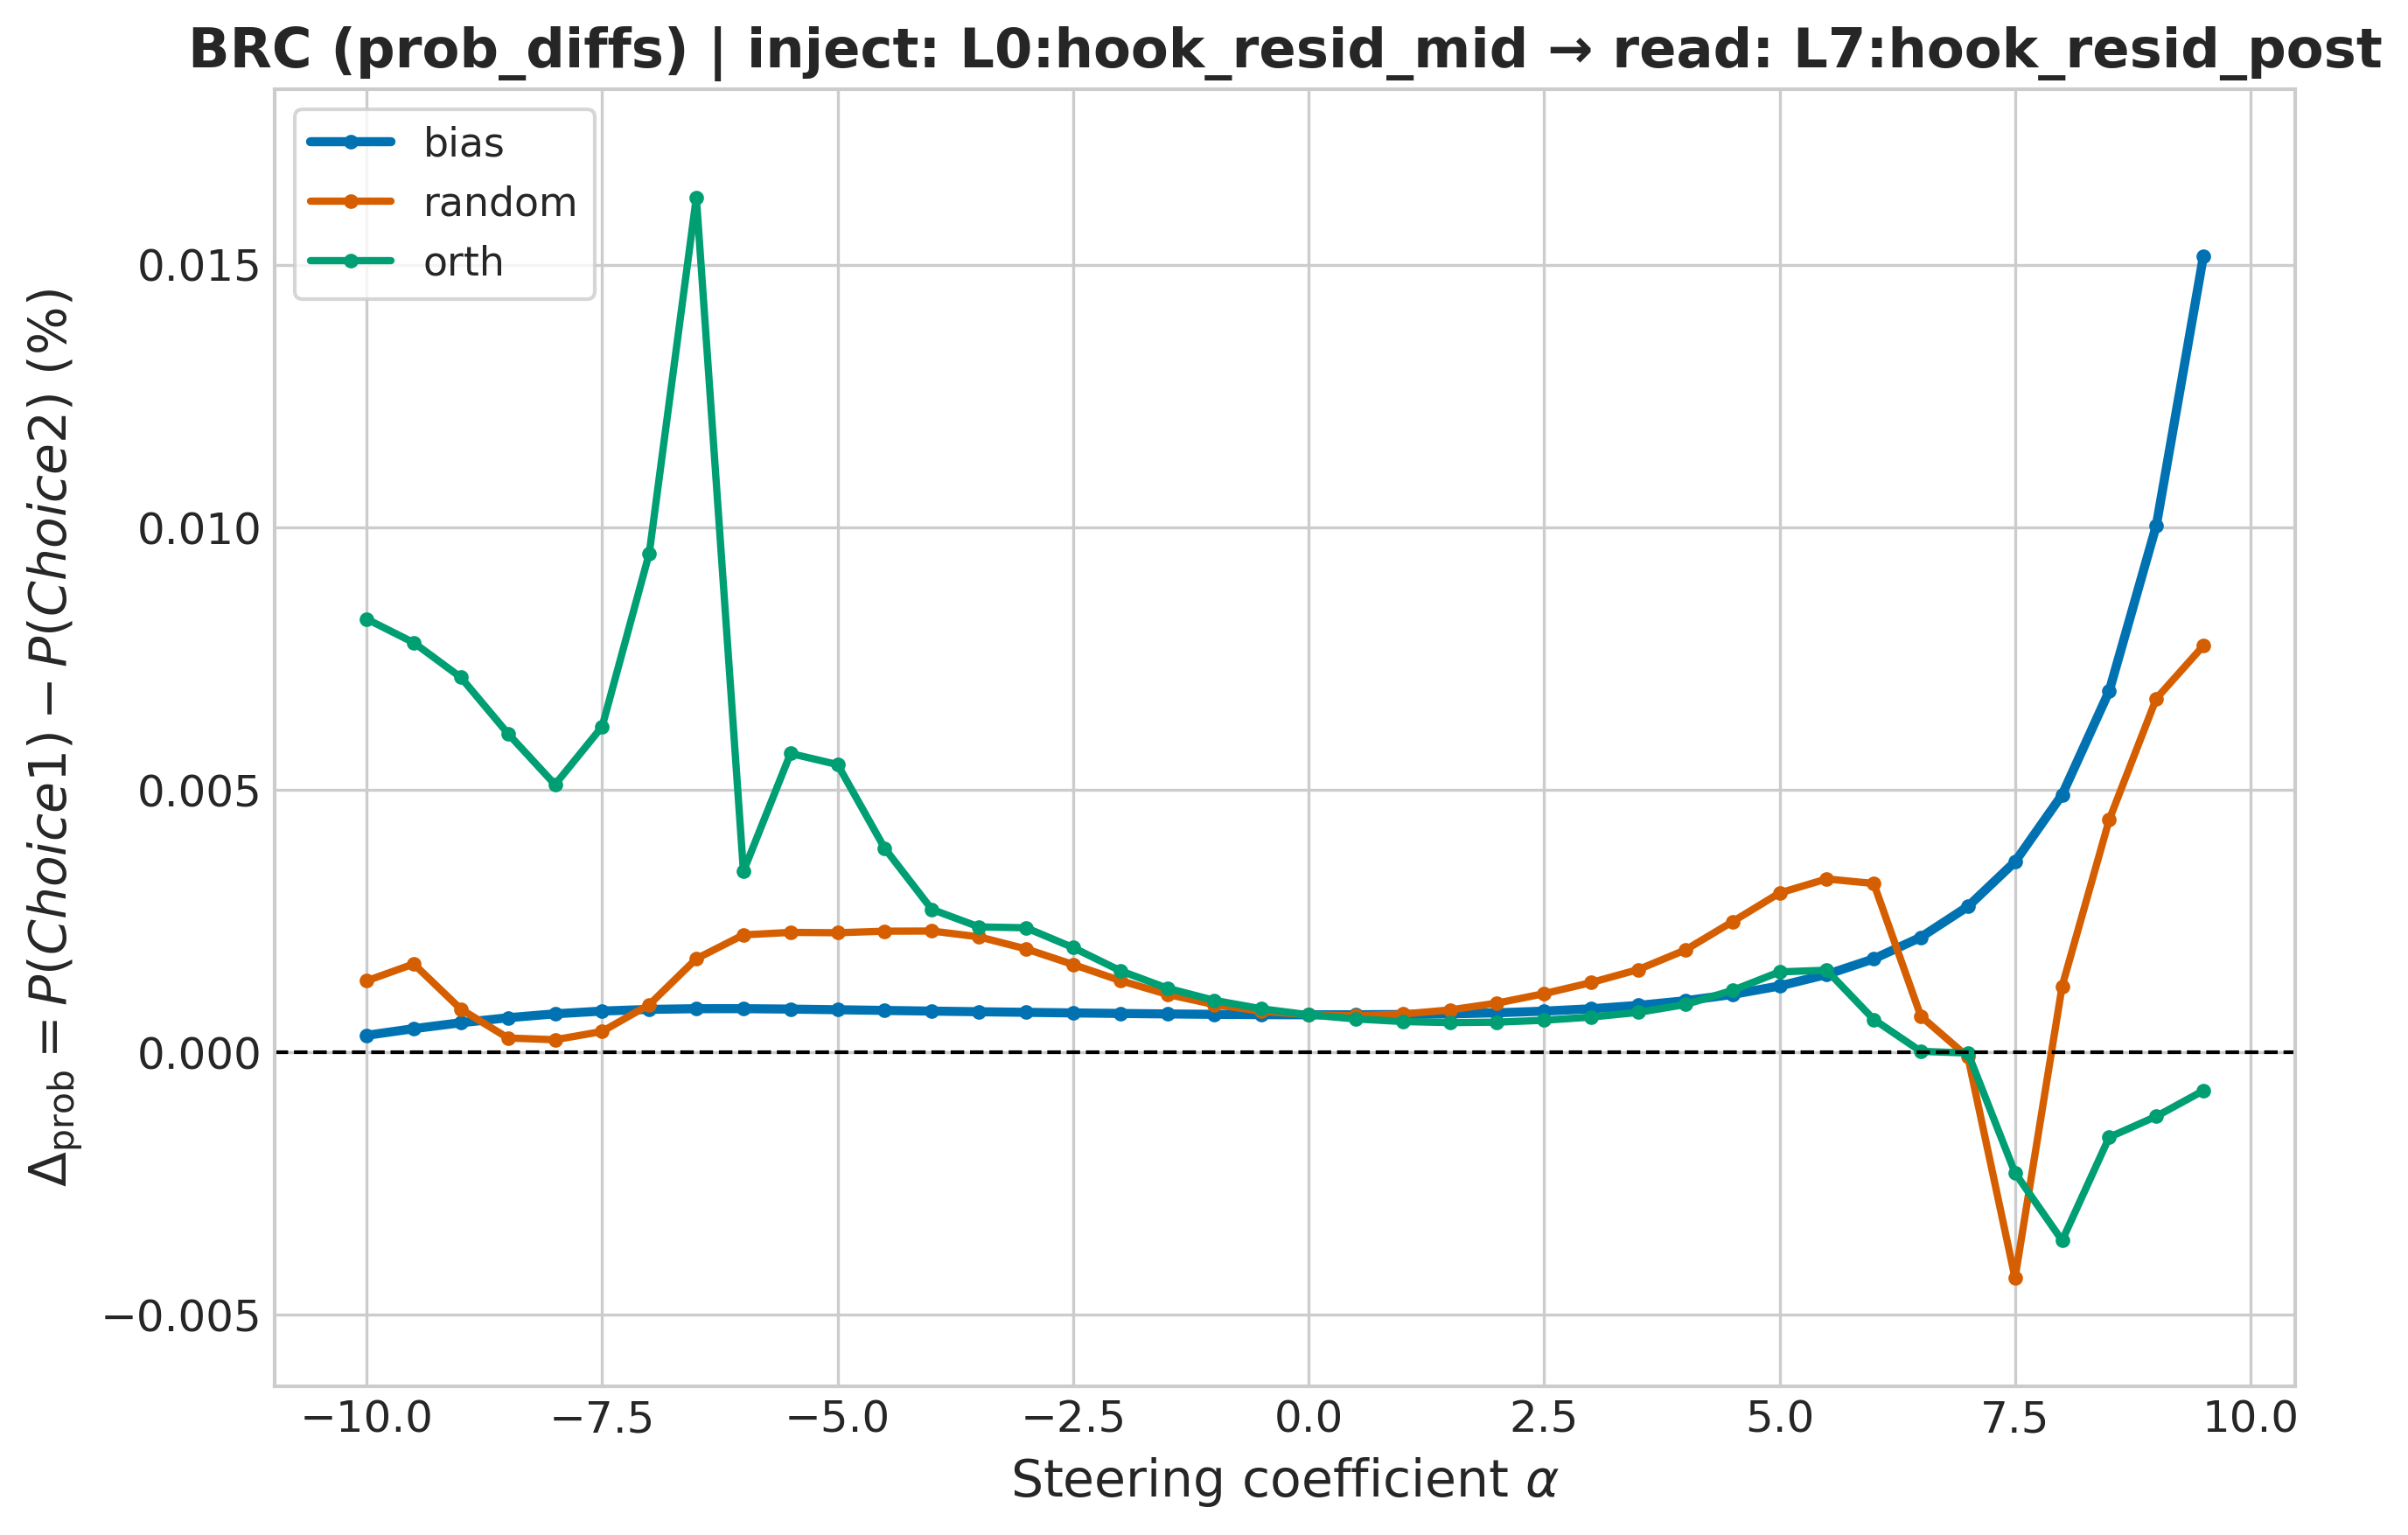 BRC (prob_diffs) | inject: L0:hook_resid_mid → read: L7:hook_resid_post
bias
random
orth
0.015
0.010
0.005
0.000
−0.005
Δprob = P(Choice1) − P(Choice2) (%)
−10.0 −7.5 −5.0 −2.5 0.0 2.5 5.0 7.5 10.0
Steering coefficient α